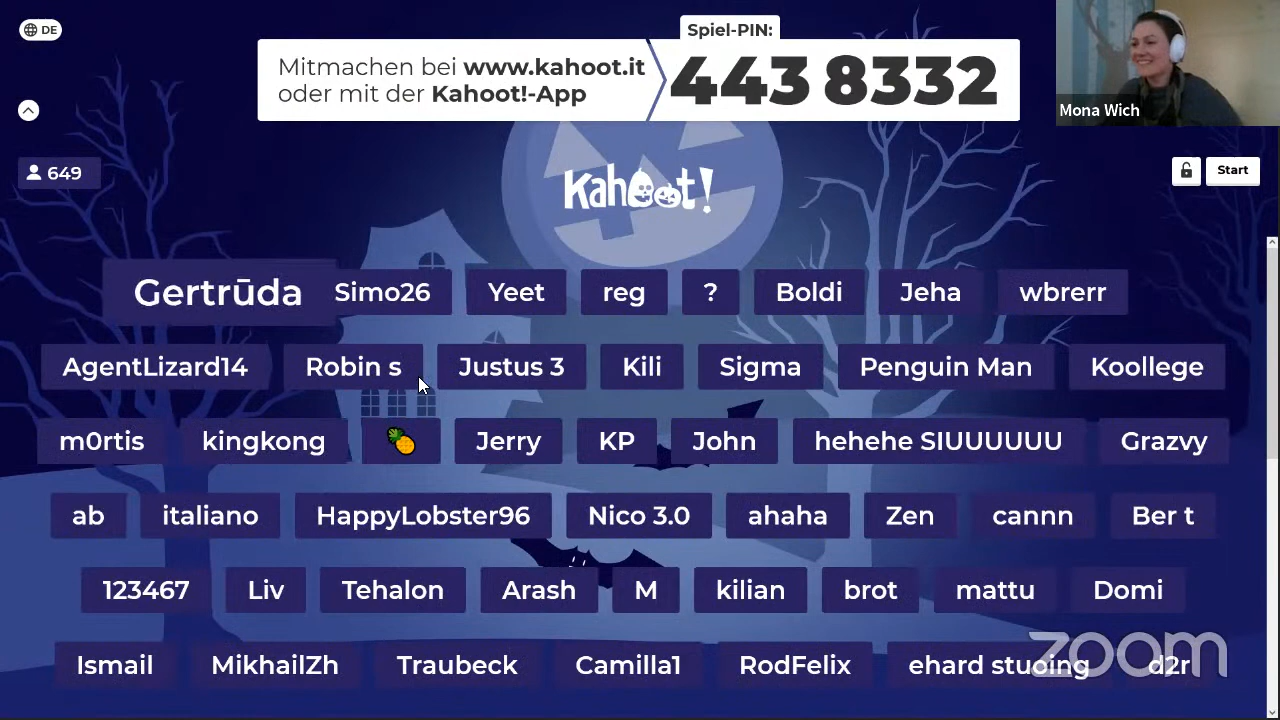 DE
Spiel-PIN:
Mitmachen bei www.kahoot.it
oder mit der Kahoot!-App
443 8332
Mona Wich
649
Kahoot!
Start
Gertrūda Simo26 Yeet reg ? Boldi Jeha wbrerr
AgentLizard14 Robin s Justus 3 Kili Sigma Penguin Man Koollege
m0rtis kingkong 🍍 Jerry KP John hehehe SIUUUUUU Grazvy
ab italiano HappyLobster96 Nico 3.0 ahaha Zen cannn Ber t
123467 Liv Tehalon Arash M kilian brot mattu Domi
Ismail MikhailZh Traubeck Camilla1 RodFelix ehard stuoing d2r
zoom